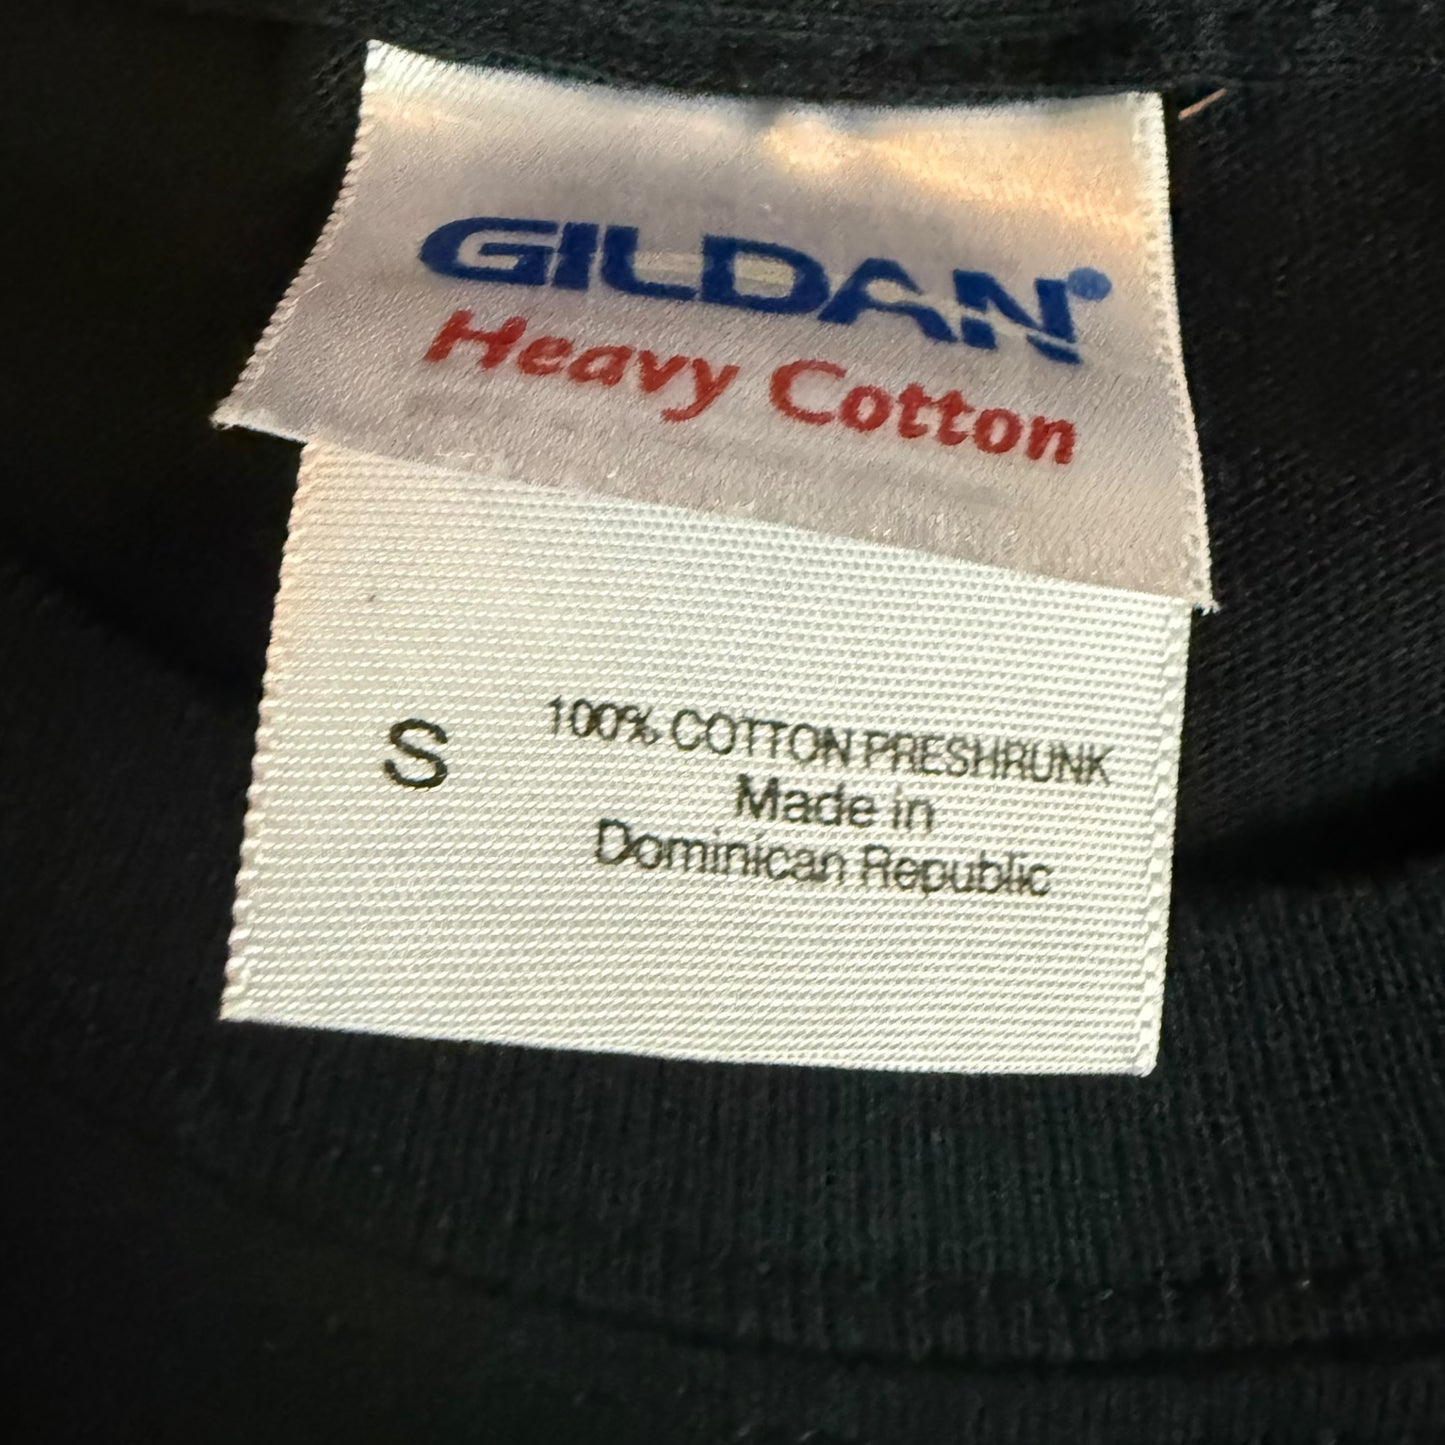 GILDAN®
Heavy Cotton
S
100% COTTON PRESHRUNK
Made in
Dominican Republic